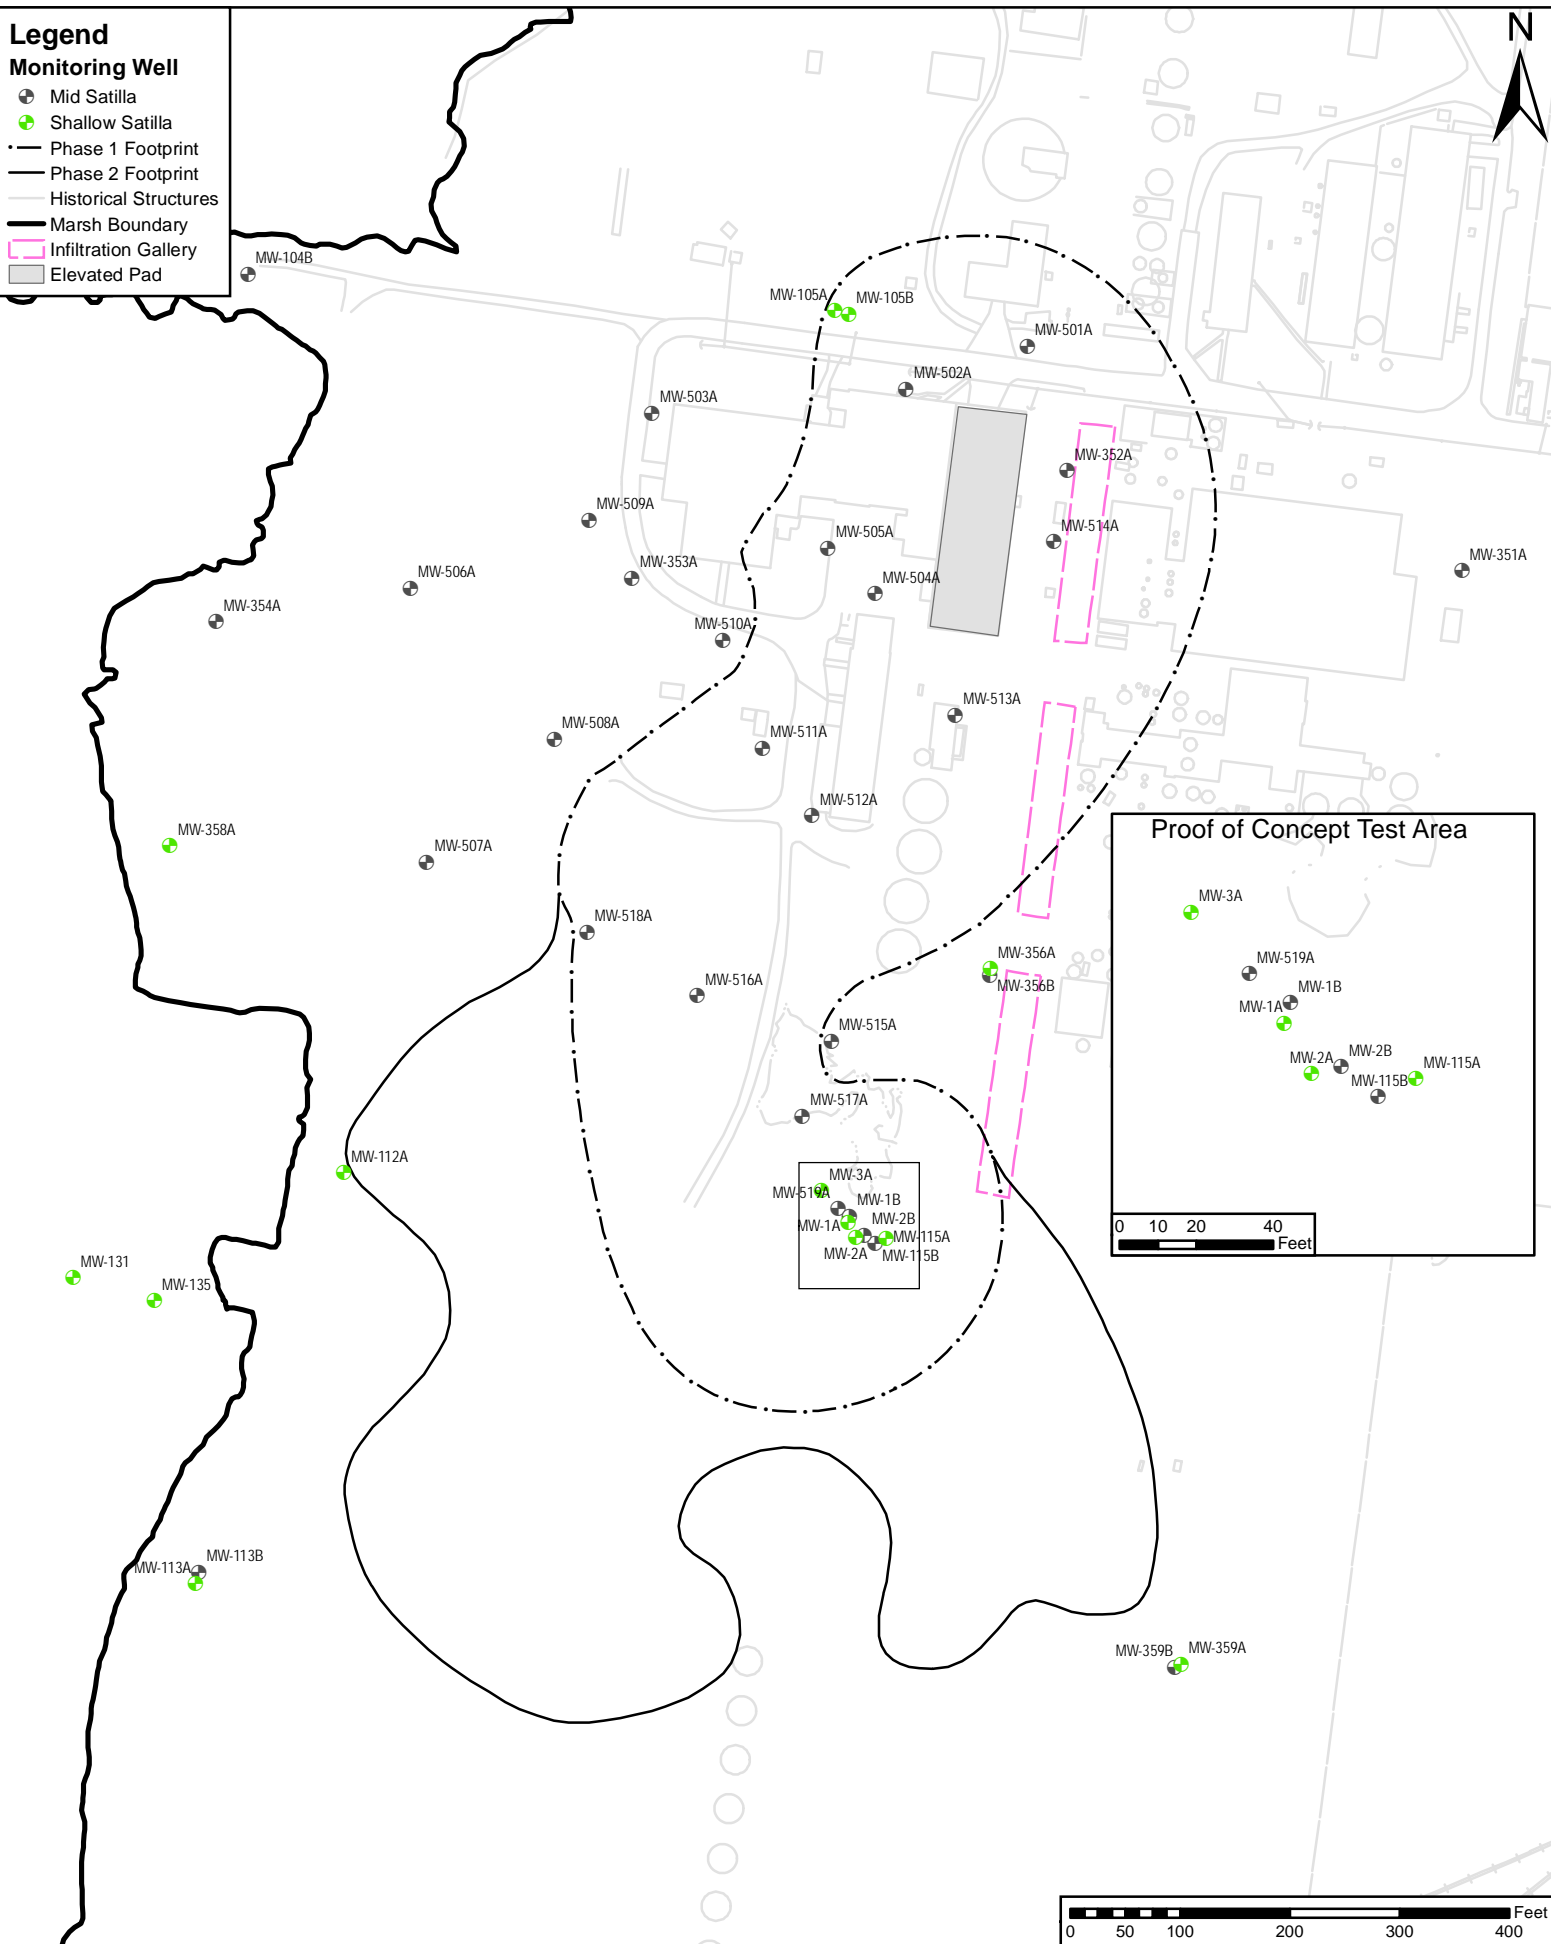 Legend
Monitoring Well
Mid Satilla
Shallow Satilla
Phase 1 Footprint
Phase 2 Footprint
Historical Structures
Marsh Boundary
Infiltration Gallery
Elevated Pad
N
MW-104B
MW-105A
MW-105B
MW-501A
MW-502A
MW-503A
MW-352A
MW-509A
MW-514A
MW-505A
MW-351A
MW-353A
MW-506A
MW-504A
MW-354A
MW-510A
MW-513A
MW-508A
MW-511A
MW-512A
MW-358A
MW-507A
MW-518A
MW-356A
MW-356B
MW-516A
MW-515A
MW-517A
MW-112A
MW-3A
MW-519A
MW-1B
MW-1A
MW-2B
MW-115A
MW-2A
MW-115B
MW-131
MW-135
MW-113B
MW-113A
MW-359B
MW-359A
Proof of Concept Test Area
MW-3A
MW-519A
MW-1B
MW-1A
MW-2B
MW-2A
MW-115A
MW-115B
0 10 20 40
Feet
Feet
0 50 100 200 300 400